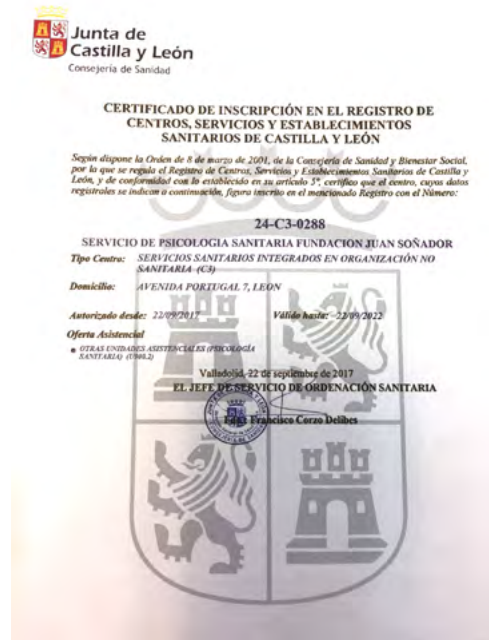 Junta de
Castilla y León
Consejería de Sanidad
CERTIFICADO DE INSCRIPCIÓN EN EL REGISTRO DE
CENTROS, SERVICIOS Y ESTABLECIMIENTOS
SANITARIOS DE CASTILLA Y LEÓN
Según dispone la Orden de 8 de marzo de 2001, de la Consejería de Sanidad y Bienestar Social,
por la que se regula el Registro de Centros, Servicios y Establecimientos Sanitarios de Castilla y
León, y de conformidad con lo establecido en su artículo 5º, certifico que el centro, cuyos datos
registrales se indican a continuación, figura inscrito en el mencionado Registro con el Número:
24-C3-0288
SERVICIO DE PSICOLOGIA SANITARIA FUNDACION JUAN SOÑADOR
Tipo Centro: SERVICIOS SANITARIOS INTEGRADOS EN ORGANIZACIÓN NO
SANITARIA (C3)
Domicilio: AVENIDA PORTUGAL 7, LEON
Autorizado desde: 22/09/2017 Válido hasta: 22/09/2022
Oferta Asistencial
OTRAS UNIDADES ASISTENCIALES (PSICOLOGÍA
SANITARIA) (U900.2)
Valladolid, 22 de septiembre de 2017
EL JEFE DE SERVICIO DE ORDENACIÓN SANITARIA
Francisco Corzo Delibes